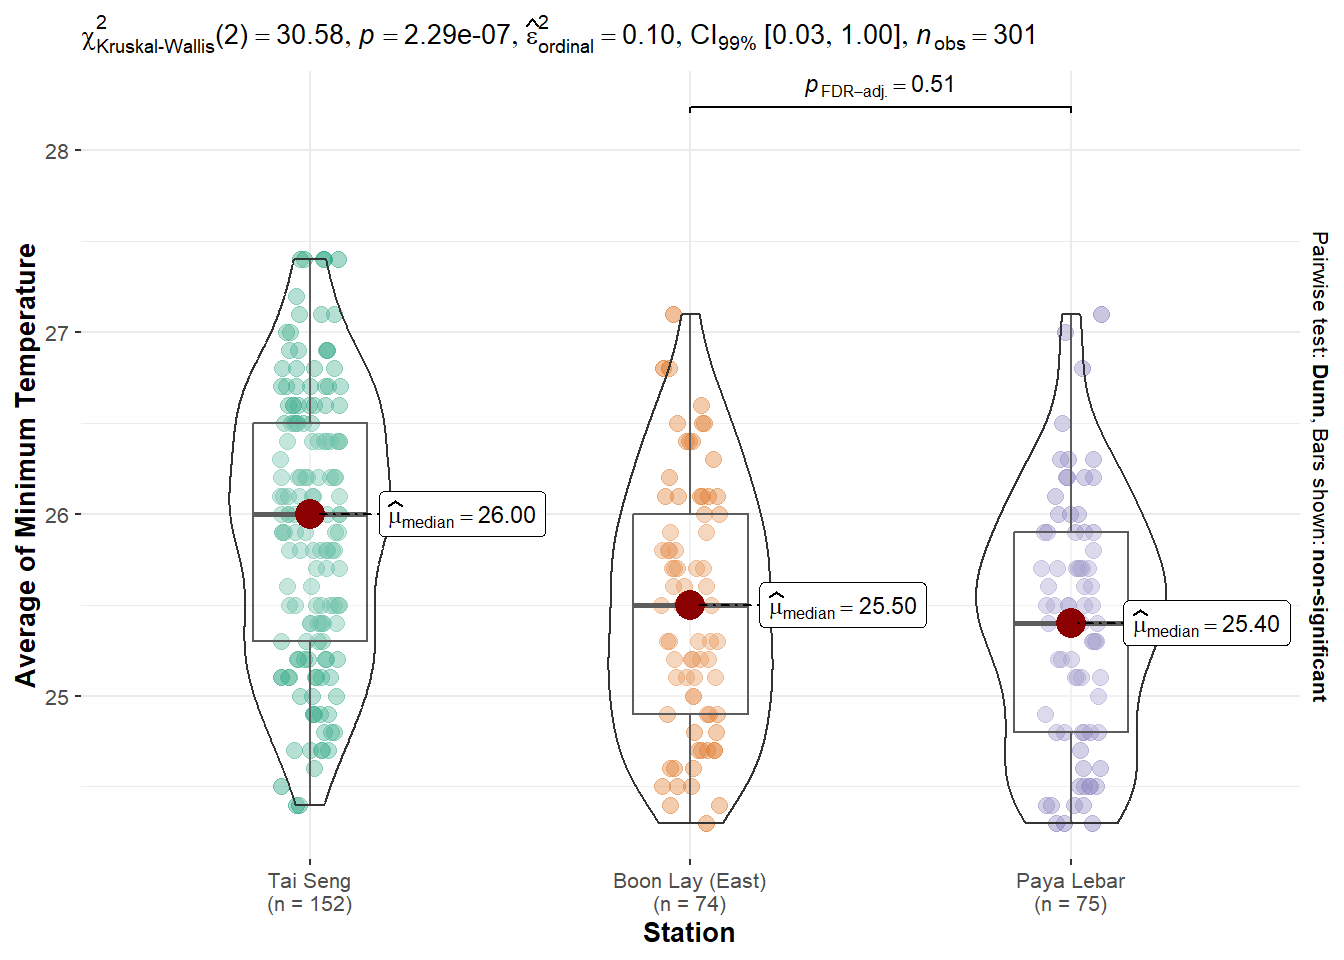 χ²Kruskal-Wallis(2) = 30.58, p = 2.29e-07, ε̂²ordinal = 0.10, CI99% [0.03, 1.00], nobs = 301
pFDR–adj. = 0.51
28
27
26
25
Average of Minimum Temperature
μ̂median = 26.00
μ̂median = 25.50
μ̂median = 25.40
Pairwise test: Dunn, Bars shown: non-significant
Tai Seng
(n = 152)
Boon Lay (East)
(n = 74)
Paya Lebar
(n = 75)
Station